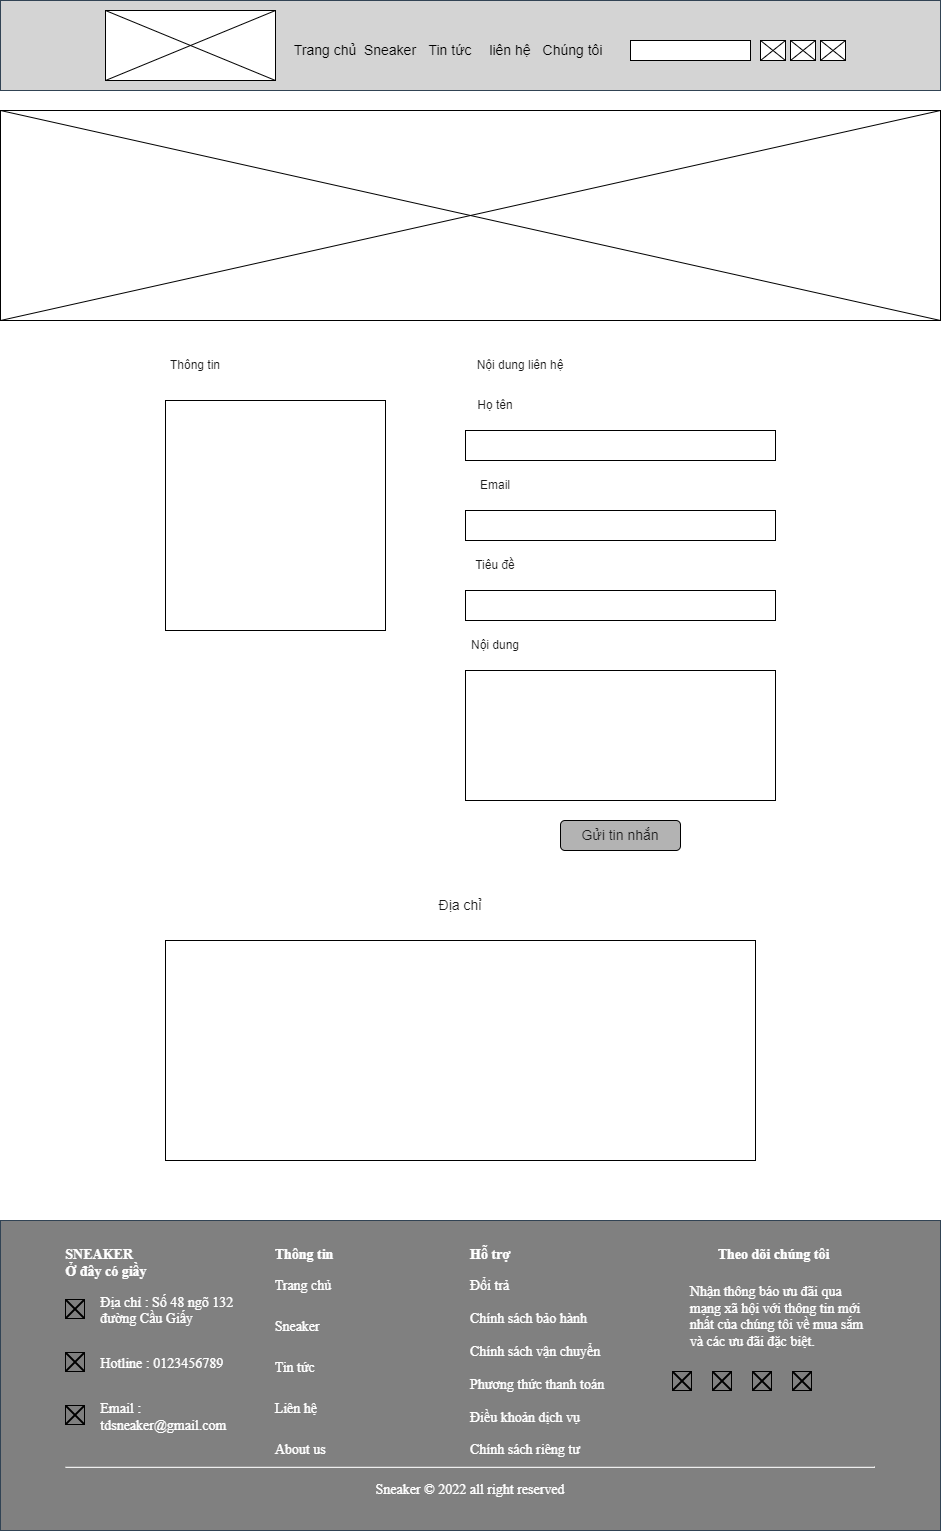 Trang chủ Sneaker Tin tức liên hệ Chúng tôi
Thông tin
Nội dung liên hệ
Họ tên
Email
Tiêu đề
Nội dung
Gửi tin nhắn
Địa chỉ
SNEAKER
Ở đây có giầy
Địa chỉ : Số 48 ngõ 132
đường Cầu Giấy
Hotline : 0123456789
Email :
tdsneaker@gmail.com
Thông tin
Trang chủ
Sneaker
Tin tức
Liên hệ
About us
Hỗ trợ
Đổi trả
Chính sách bảo hành
Chính sách vận chuyển
Phương thức thanh toán
Điều khoản dịch vụ
Chính sách riêng tư
Theo dõi chúng tôi
Nhận thông báo ưu đãi qua
mạng xã hội với thông tin mới
nhất của chúng tôi về mua sắm
và các ưu đãi đặc biệt.
Sneaker © 2022 all right reserved